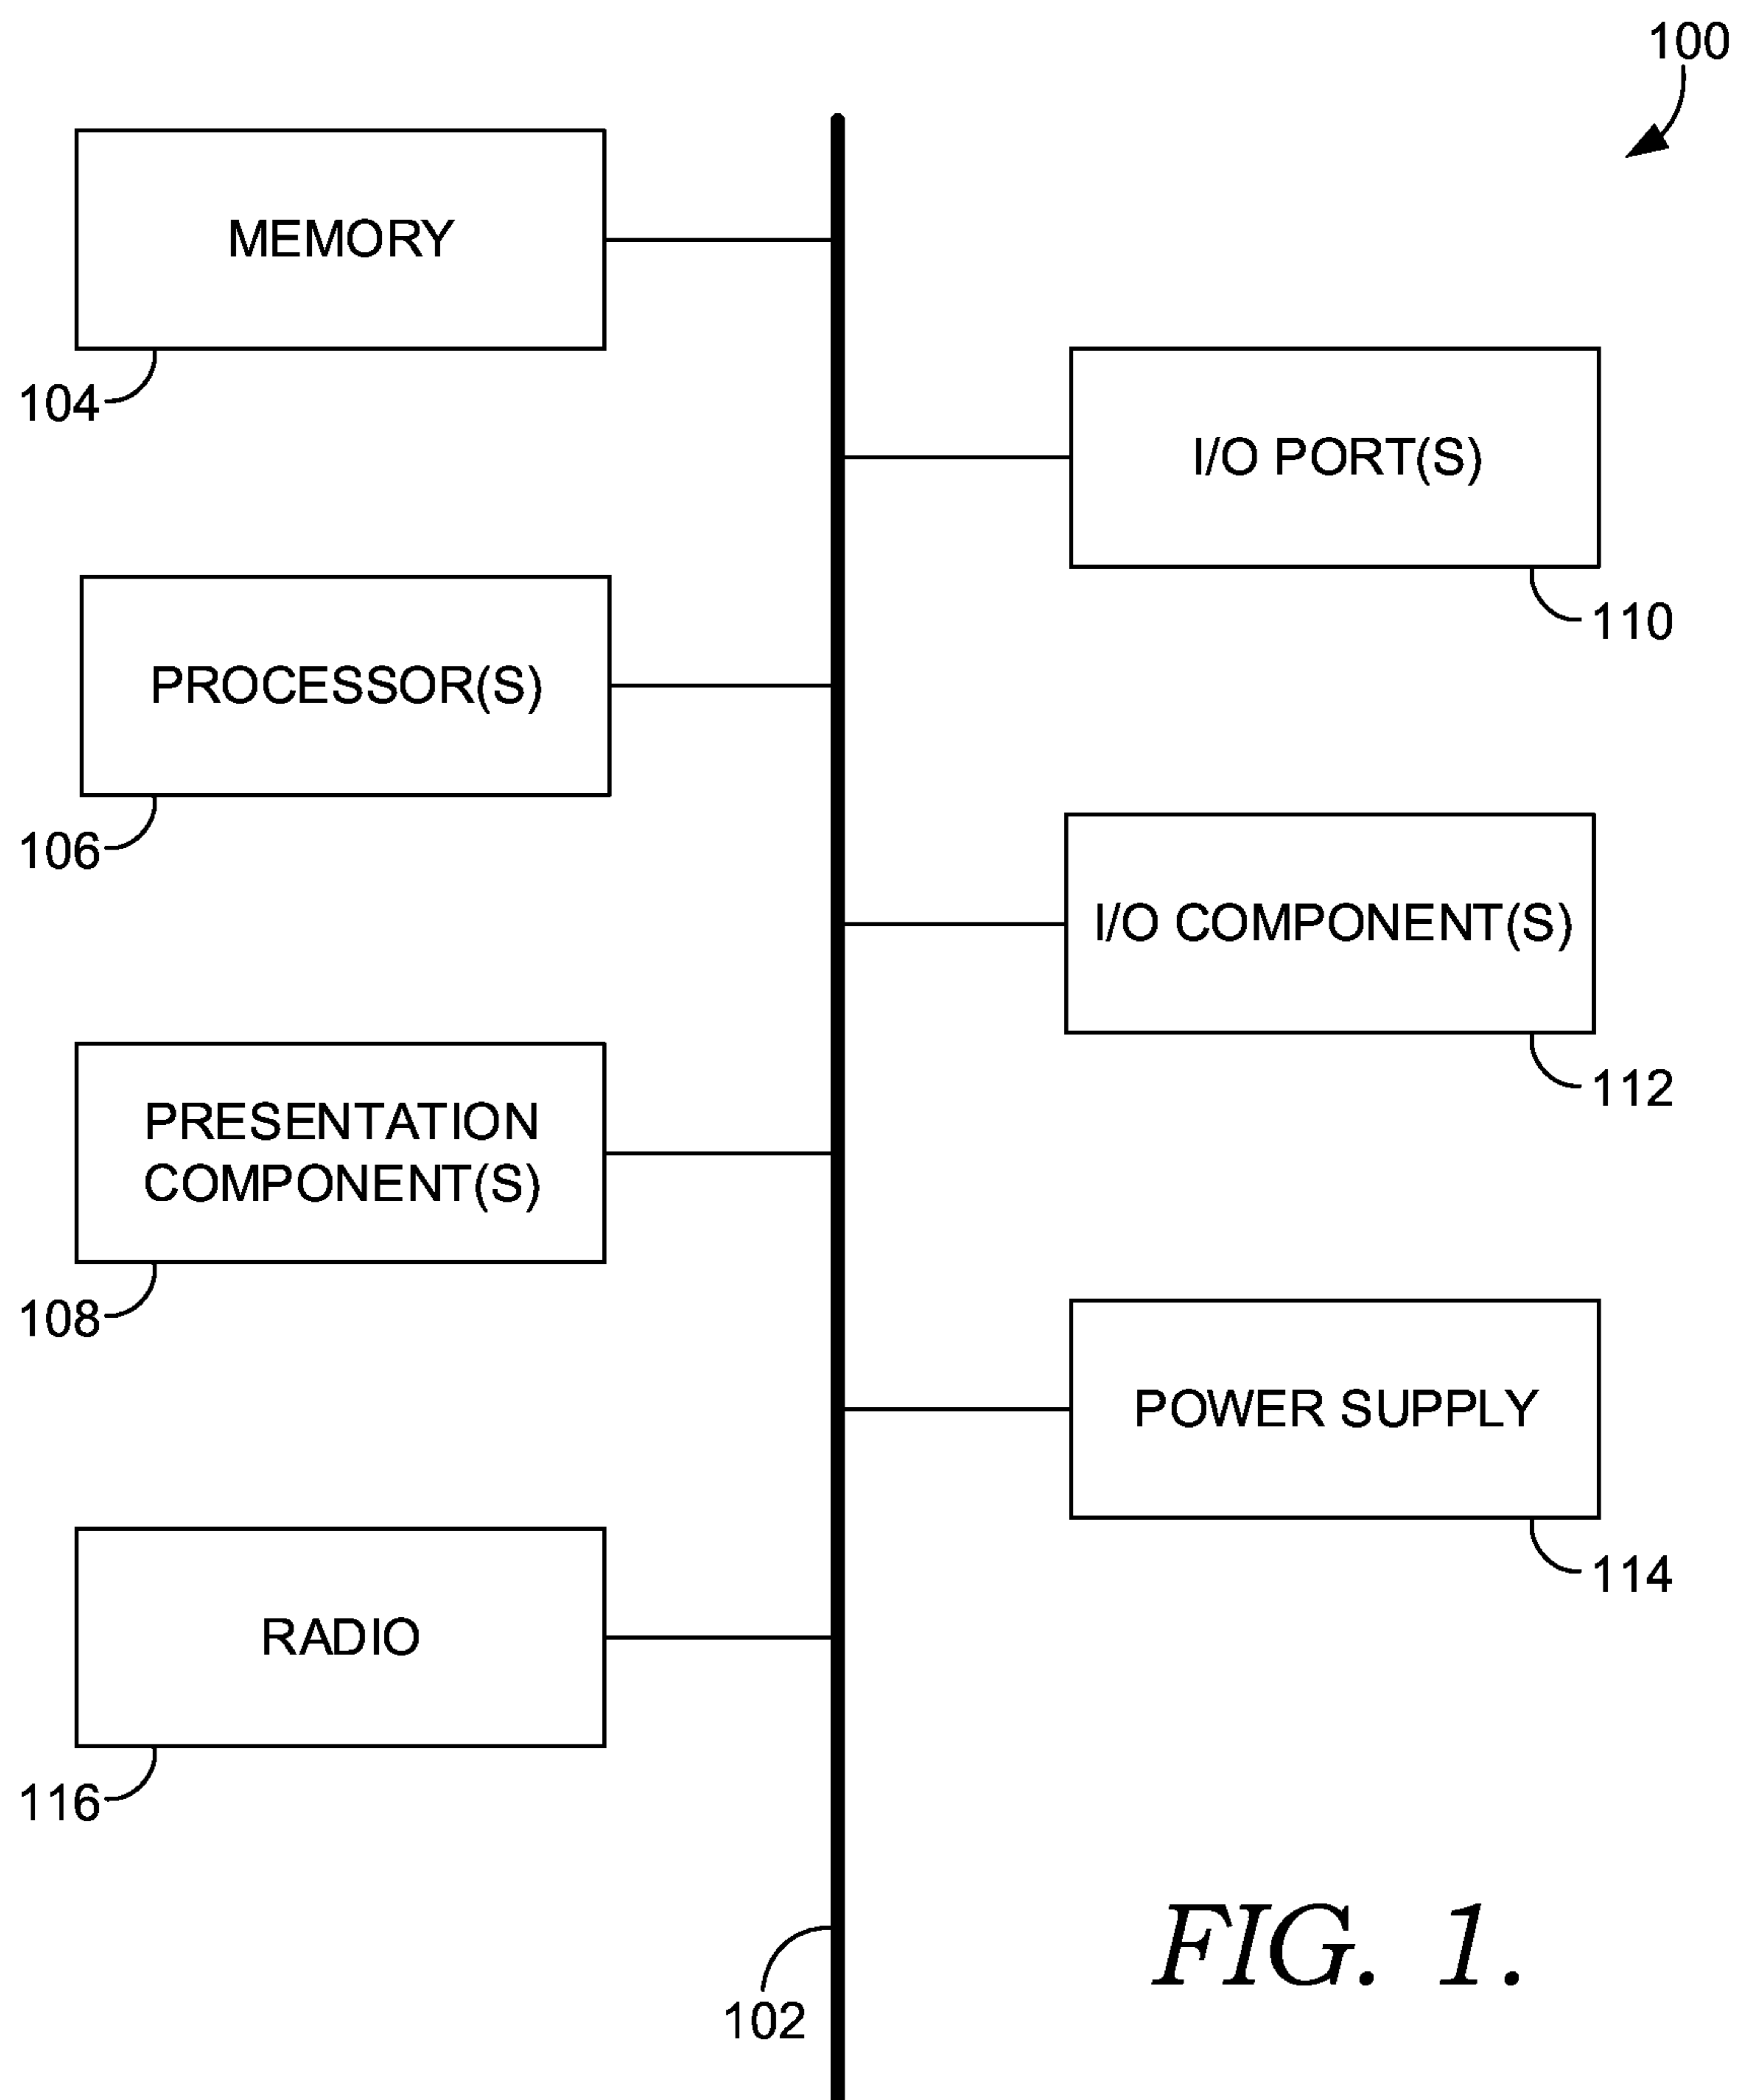 100
MEMORY
104
I/O PORT(S)
110
PROCESSOR(S)
106
I/O COMPONENT(S)
112
PRESENTATION
COMPONENT(S)
108
POWER SUPPLY
114
RADIO
116
102
FIG. 1.